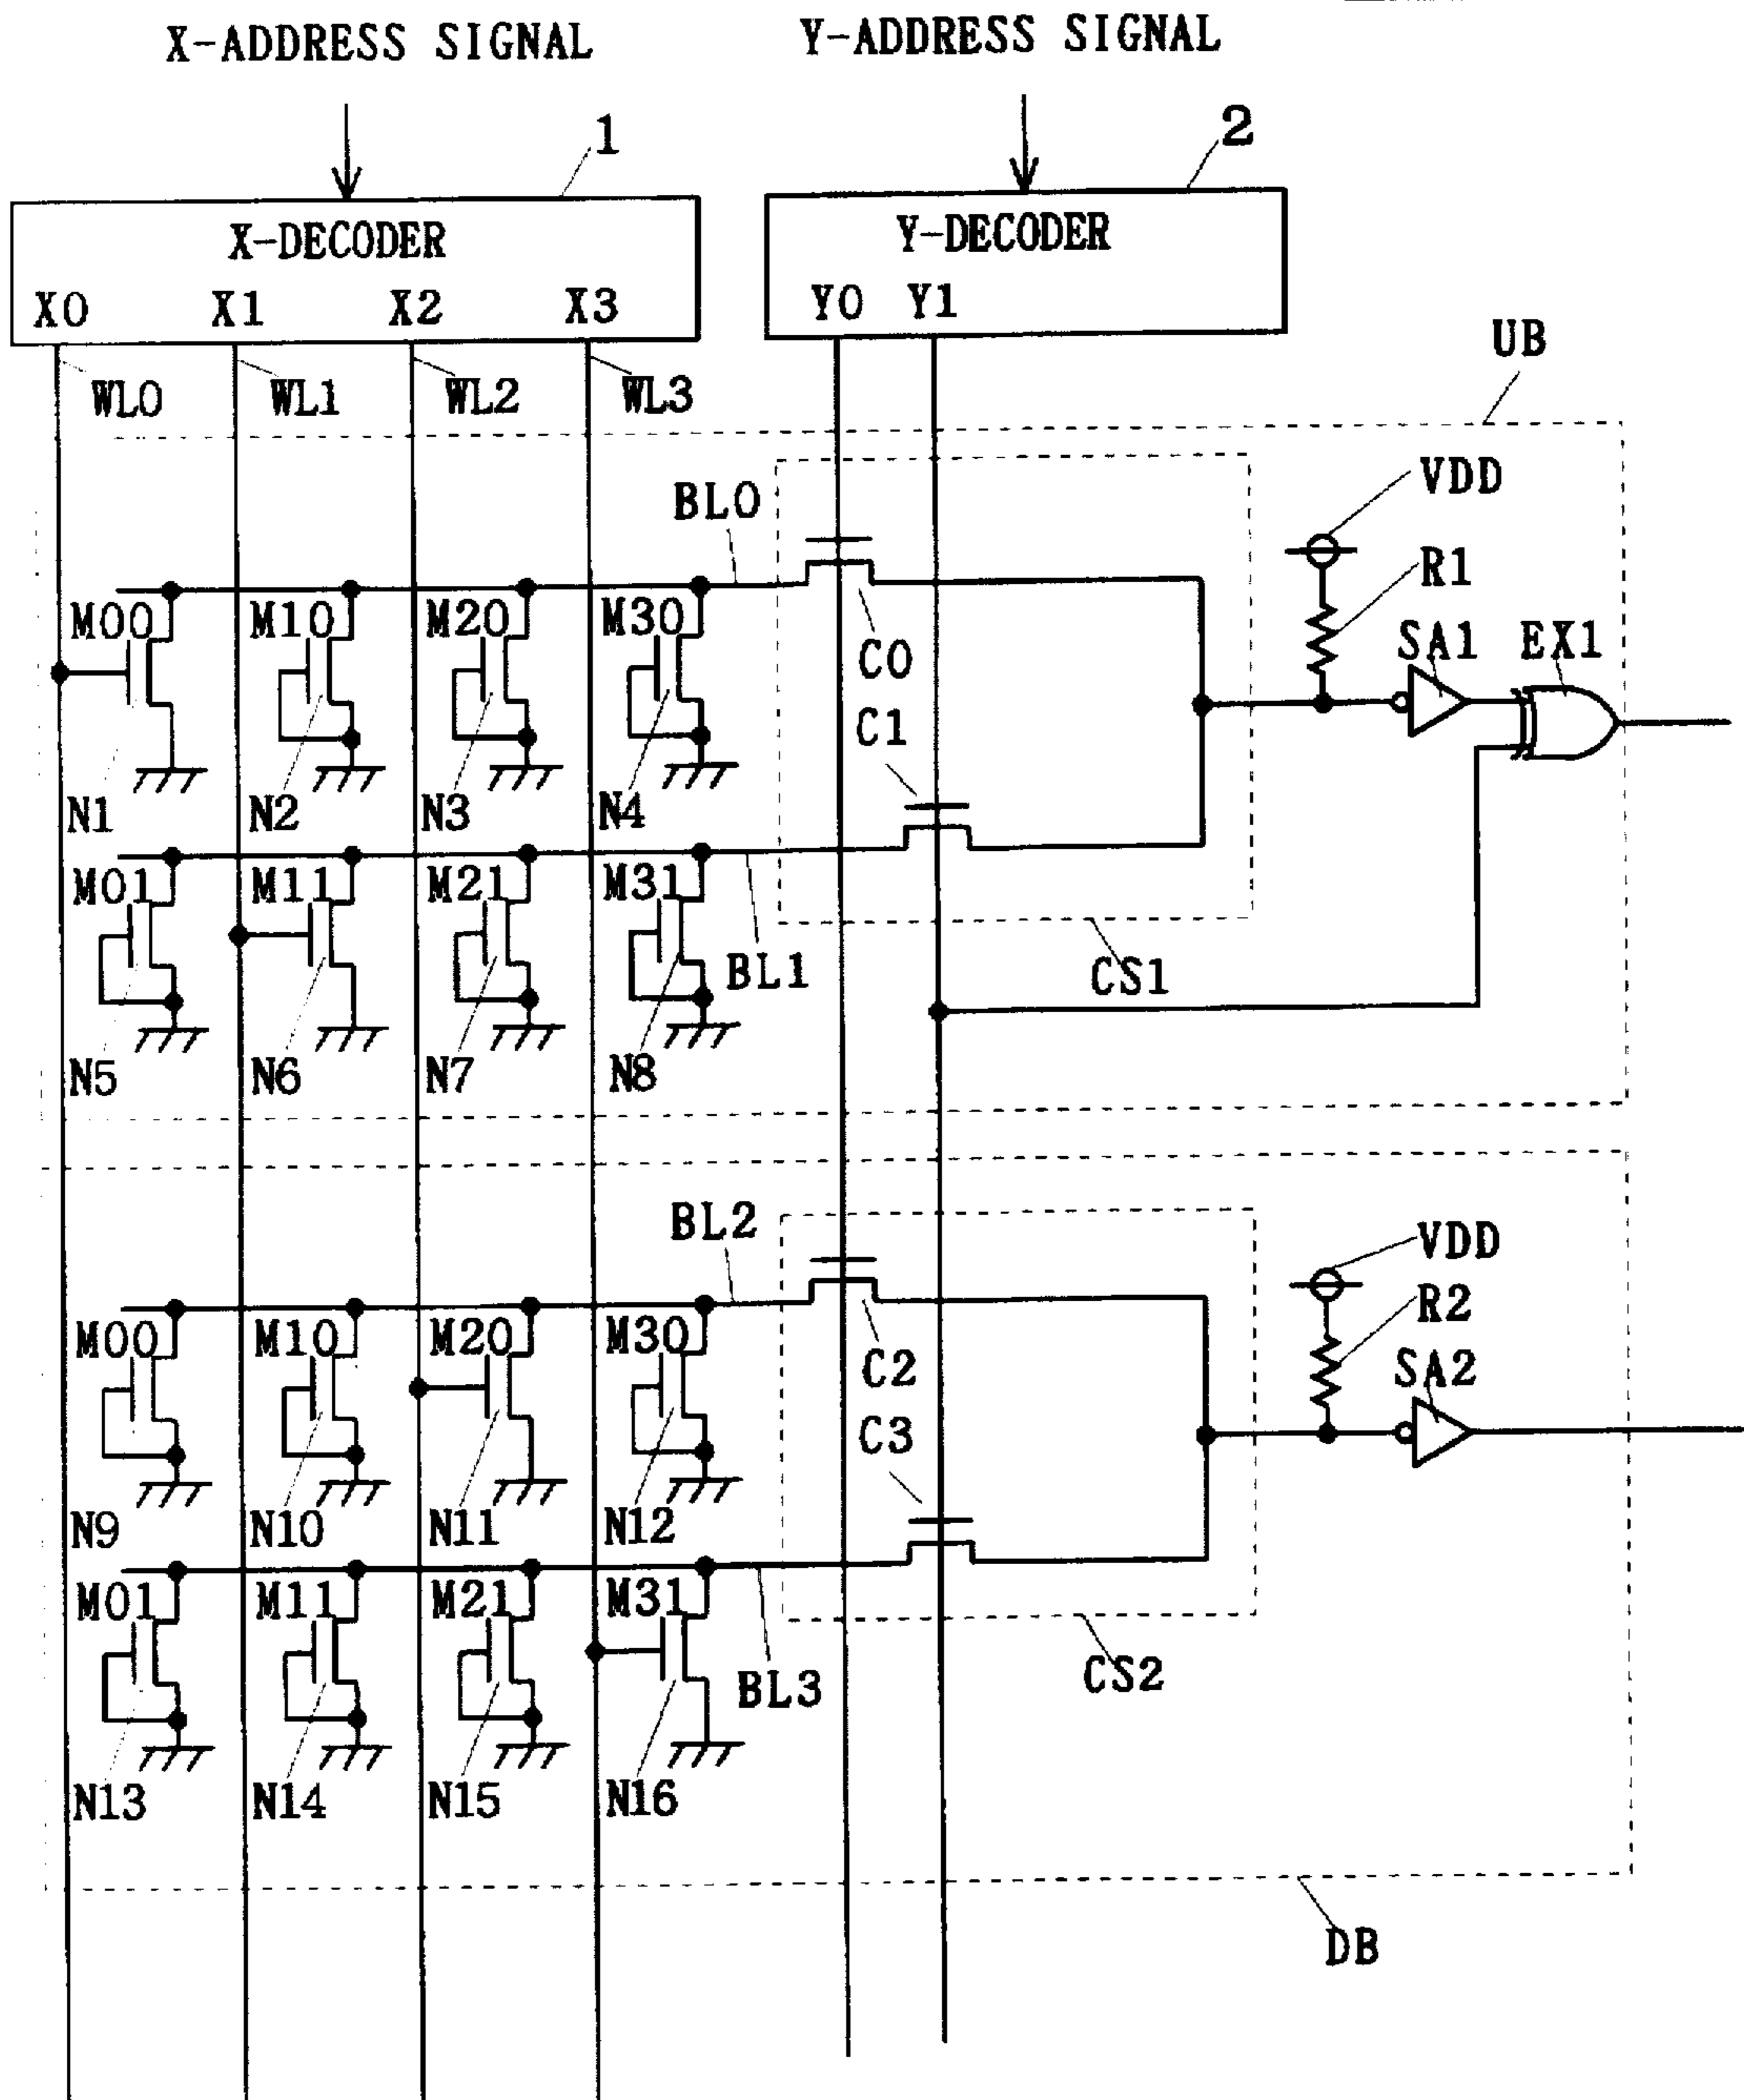 X-ADDRESS SIGNAL Y-ADDRESS SIGNAL
1 2
X-DECODER Y-DECODER
X0 X1 X2 X3 Y0 Y1
WL0 WL1 WL2 WL3 UB
VDD
BL0
R1
M00 M10 M20 M30 C0 SA1 EX1
C1
N1 N2 N3 N4
M01 M11 M21 M31
BL1 CS1
N5 N6 N7 N8
BL2 VDD
R2
M00 M10 M20 M30 C2 SA2
C3
N9 N10 N11 N12
M01 M11 M21 M31
BL3 CS2
N13 N14 N15 N16
DB